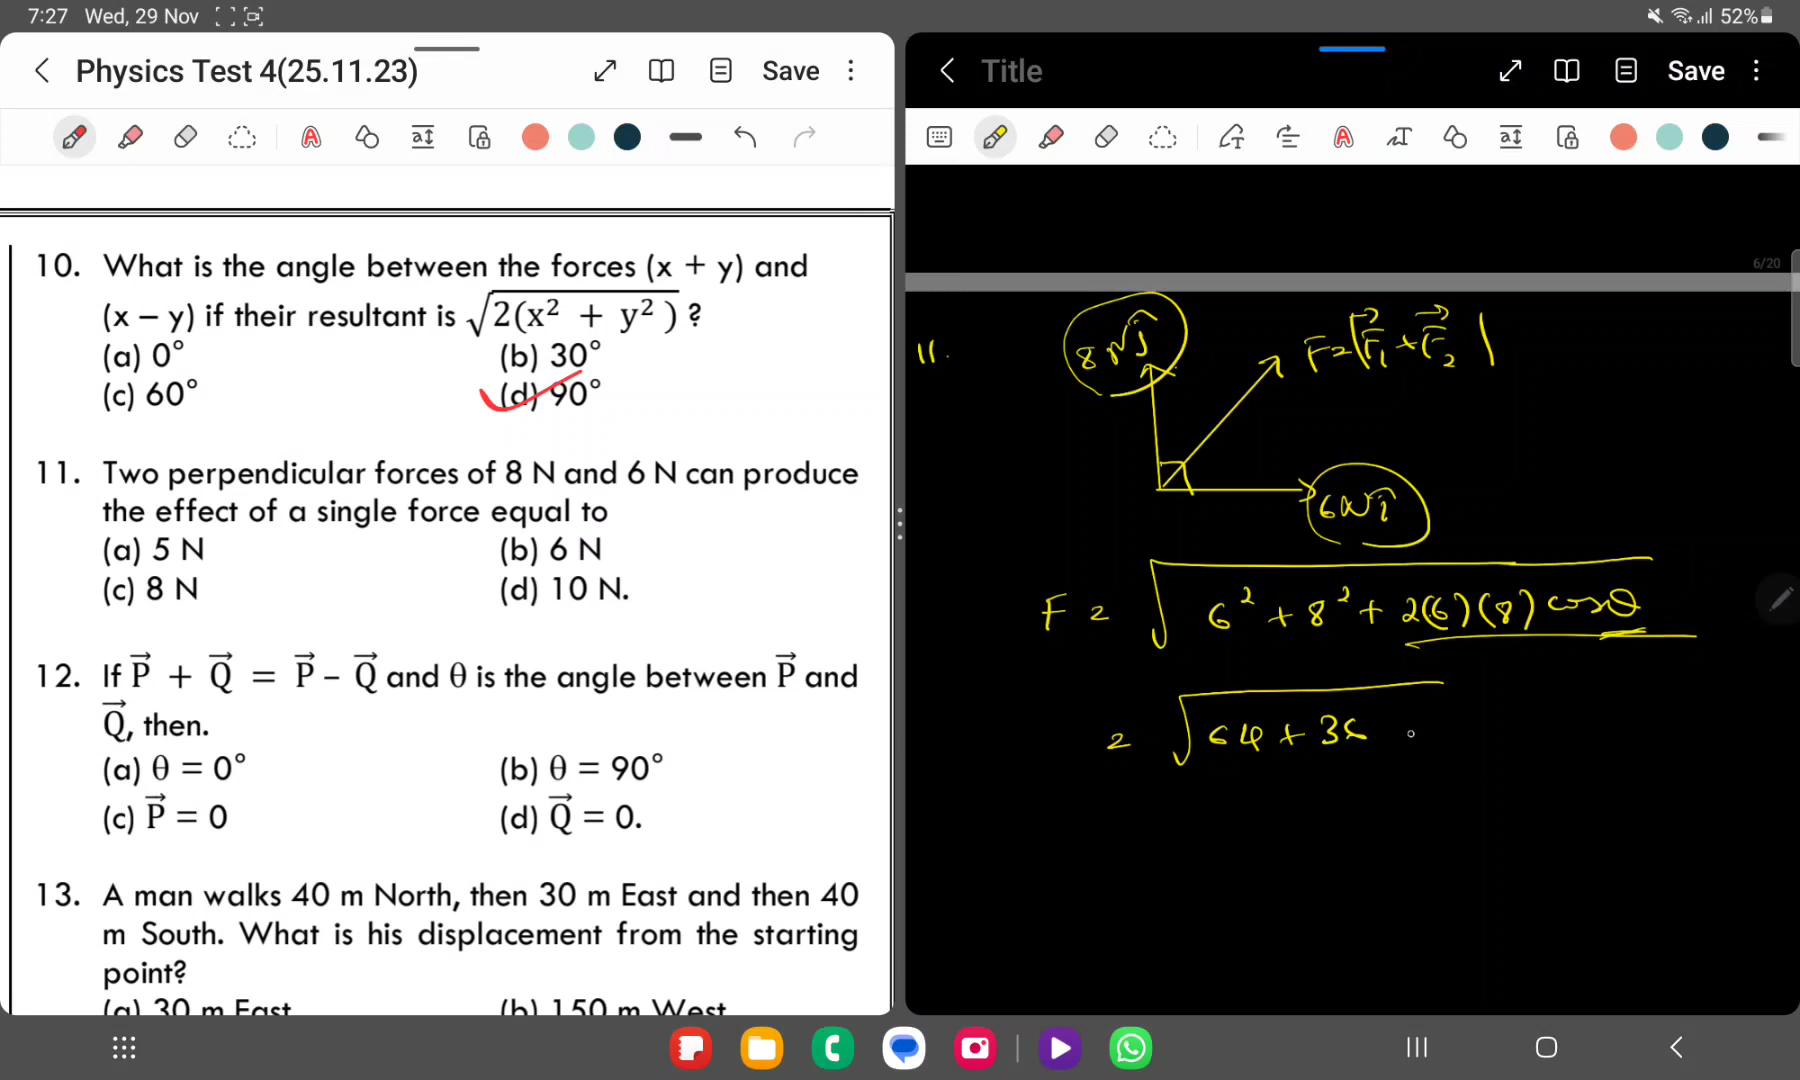 7:27 Wed, 29 Nov
52%
Physics Test 4(25.11.23)
Save
Title
Save
6/20
10. What is the angle between the forces (x + y) and
(x – y) if their resultant is √2(x² + y²) ?
(a) 0°
(b) 30°
(c) 60°
(d) 90°
11. Two perpendicular forces of 8 N and 6 N can produce
the effect of a single force equal to
(a) 5 N
(b) 6 N
(c) 8 N
(d) 10 N.
12. If P⃗ + Q⃗ = P⃗ – Q⃗ and θ is the angle between P⃗ and
Q⃗, then.
(a) θ = 0°
(b) θ = 90°
(c) P⃗ = 0
(d) Q⃗ = 0.
13. A man walks 40 m North, then 30 m East and then 40
m South. What is his displacement from the starting
point?
(a) 30 m East
(b) 150 m West
11.
8N ĵ
F = |F⃗₁ + F⃗₂|
6N î
F = √6² + 8² + 2(6)(8) cosθ
= √64 + 36